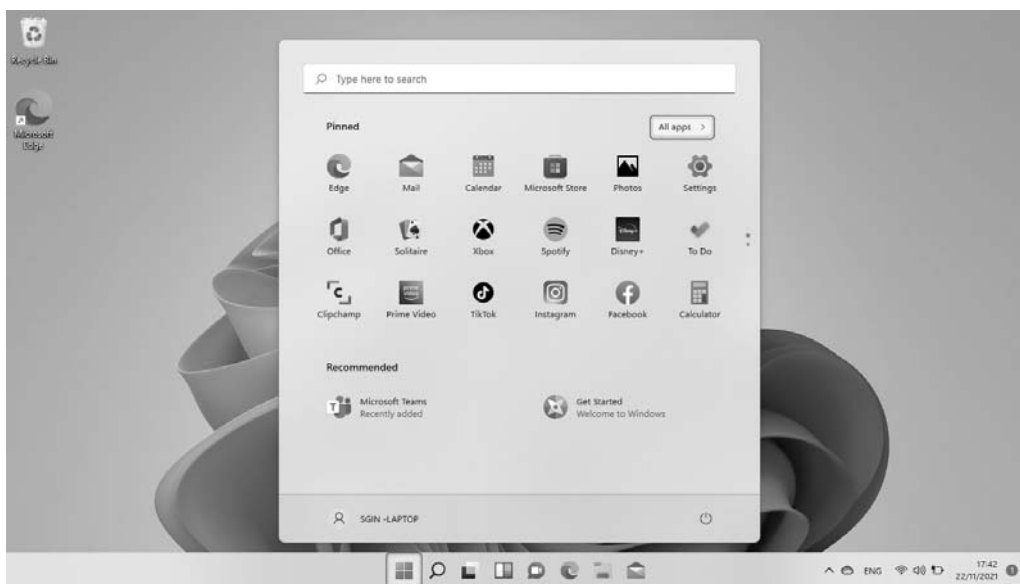 Recycle Bin
Microsoft
Edge
Type here to search
Pinned
All apps >
Edge
Mail
Calendar
Microsoft Store
Photos
Settings
Office
Solitaire
Xbox
Spotify
Disney+
To Do
Clipchamp
Prime Video
TikTok
Instagram
Facebook
Calculator
Recommended
Microsoft Teams
Recently added
Get Started
Welcome to Windows
SGIN -LAPTOP
ENG
17:42
22/11/2021